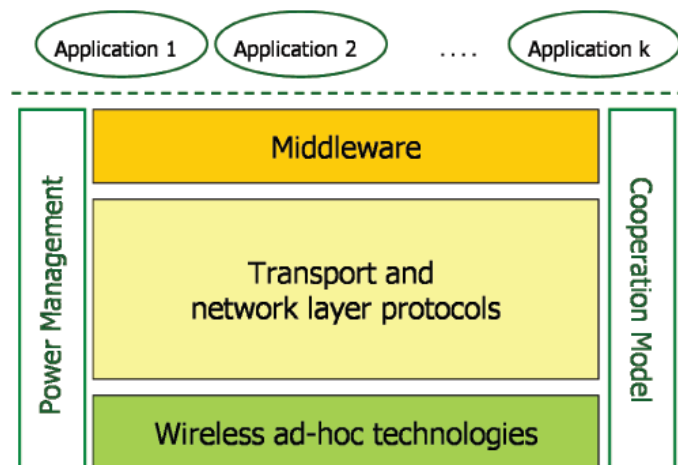 Application 1
Application 2
....
Application k
Power Management
Middleware
Transport and
network layer protocols
Wireless ad-hoc technologies
Cooperation Model